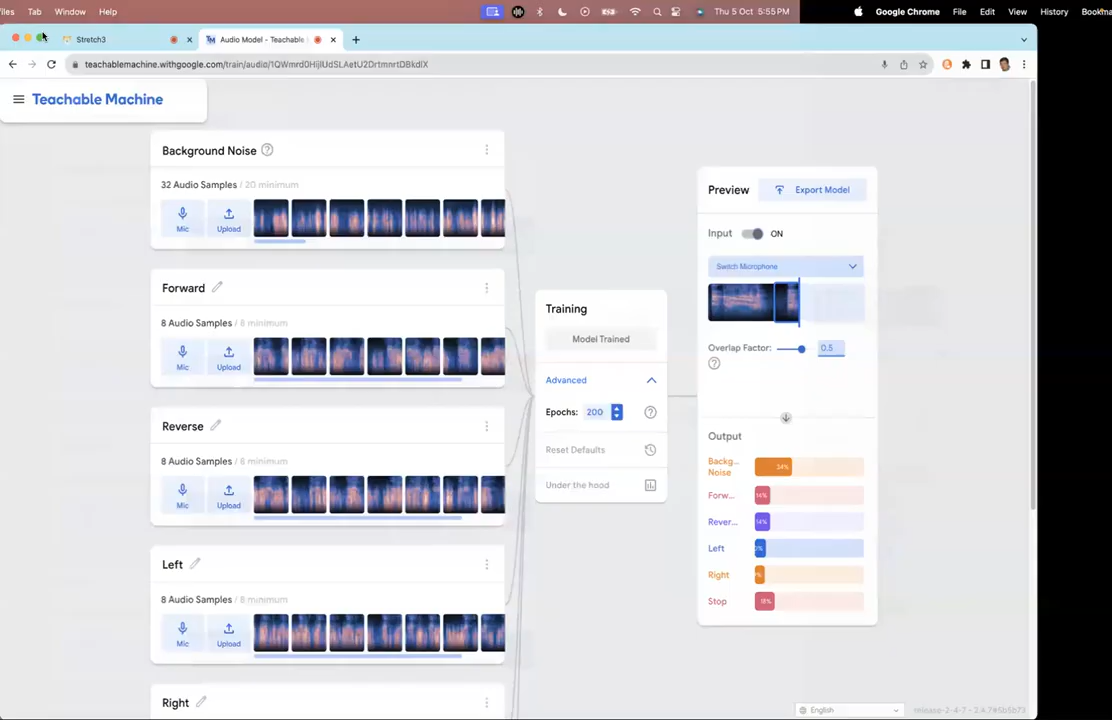 iles Tab Window Help Thu 5 Oct 5:55 PM Google Chrome File Edit View History Bookma
Stretch3 Audio Model - Teachable
teachablemachine.withgoogle.com/train/audio/1QWmrd0HijlUdSLAetU2DrtmnrtDBkdlX
Teachable Machine
Background Noise
32 Audio Samples / 20 minimum
Mic Upload
Forward
8 Audio Samples / 8 minimum
Mic Upload
Reverse
8 Audio Samples / 8 minimum
Mic Upload
Left
8 Audio Samples / 8 minimum
Mic Upload
Right
Training
Model Trained
Advanced
Epochs: 200
Reset Defaults
Under the hood
Preview Export Model
Input ON
Switch Microphone
Overlap Factor: 0.5
Output
Backg... Noise 34%
Forw... 14%
Rever... 14%
Left
Right
Stop 18%
English